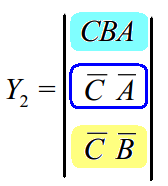 CBA
Y₂ = C̅ A̅
C̅ B̅